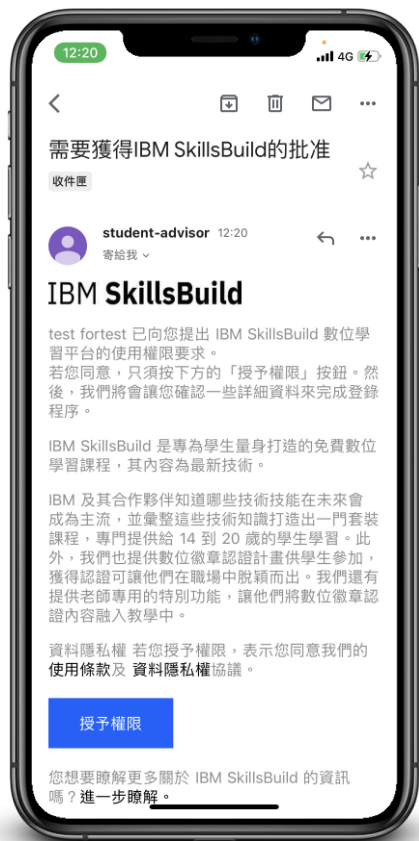 12:20
4G
需要獲得IBM SkillsBuild的批准
收件匣
student-advisor 12:20
寄給我
IBM SkillsBuild
test fortest 已向您提出 IBM SkillsBuild 數位學
習平台的使用權限要求。
若您同意，只須按下方的「授予權限」按鈕。然
後，我們將會讓您確認一些詳細資料來完成登錄
程序。
IBM SkillsBuild 是專為學生量身打造的免費數位
學習課程，其內容為最新技術。
IBM 及其合作夥伴知道哪些技術技能在未來會
成為主流，並彙整這些技術知識打造出一門套裝
課程，專門提供給 14 到 20 歲的學生學習。此
外，我們也提供數位徽章認證計畫供學生參加，
獲得認證可讓他們在職場中脫穎而出。我們還有
提供老師專用的特別功能，讓他們將數位徽章認
證內容融入教學中。
資料隱私權 若您授予權限，表示您同意我們的
使用條款及 資料隱私權協議。
授予權限
您想要瞭解更多關於 IBM SkillsBuild 的資訊
嗎？進一步瞭解。